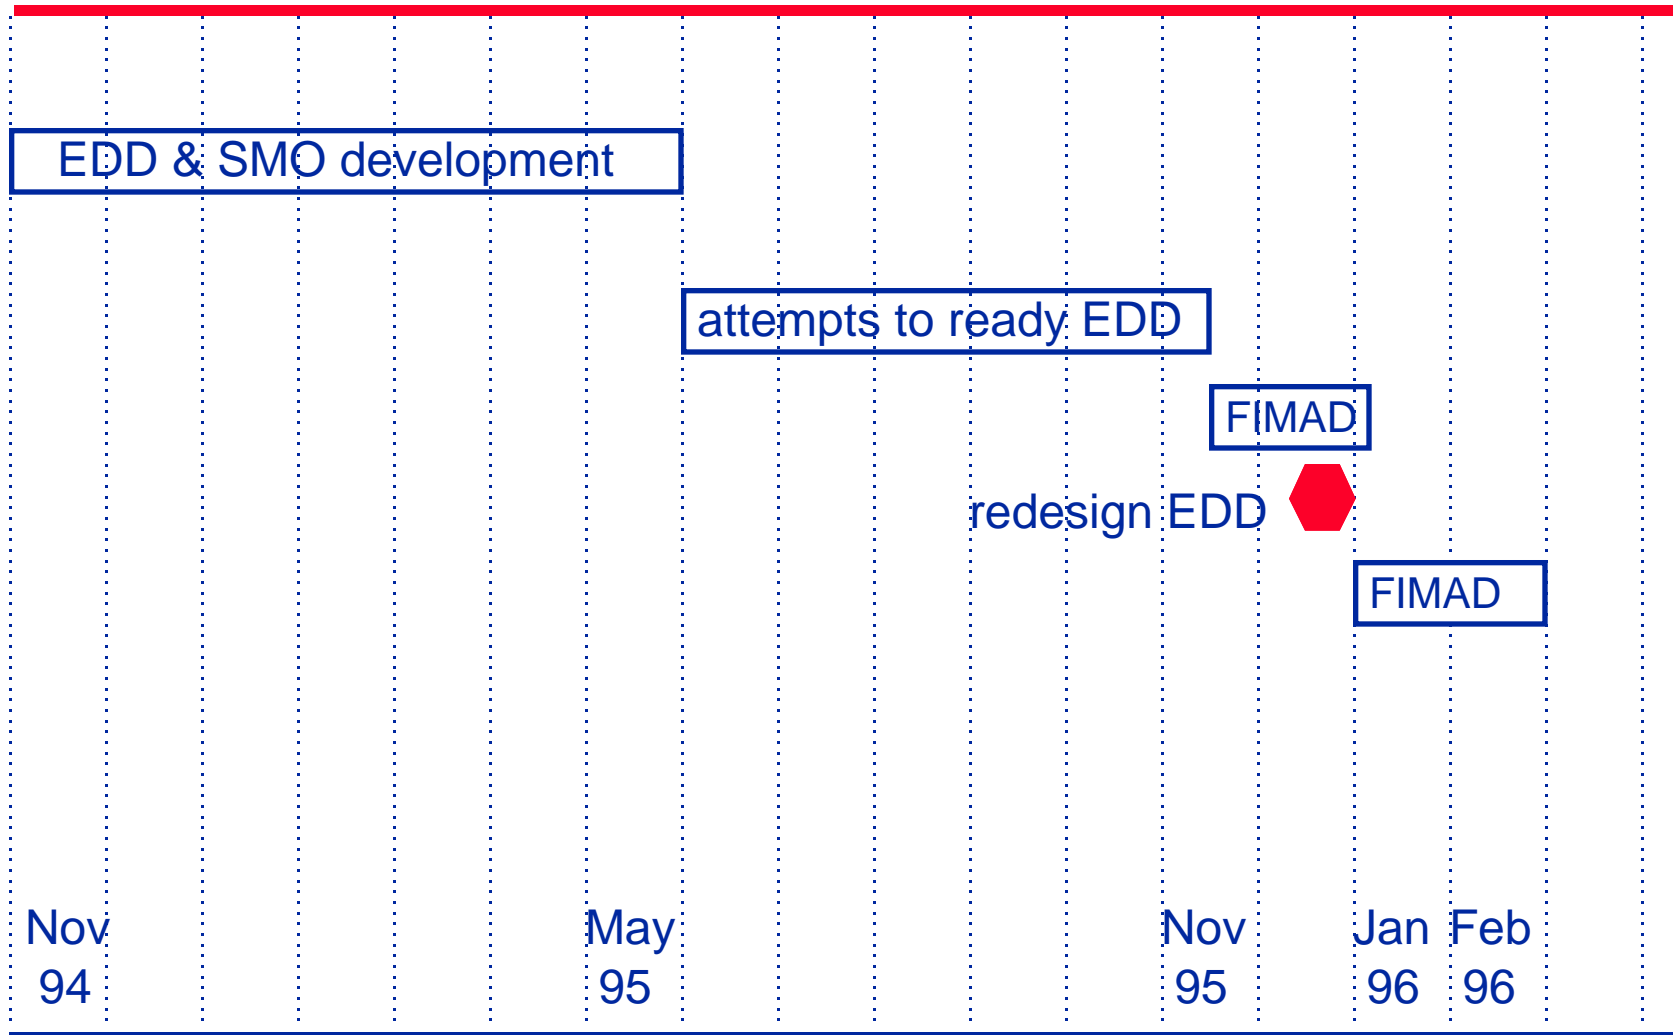 EDD & SMO development
attempts to ready EDD
FIMAD
redesign EDD
FIMAD
Nov May Nov Jan Feb
94 95 95 96 96